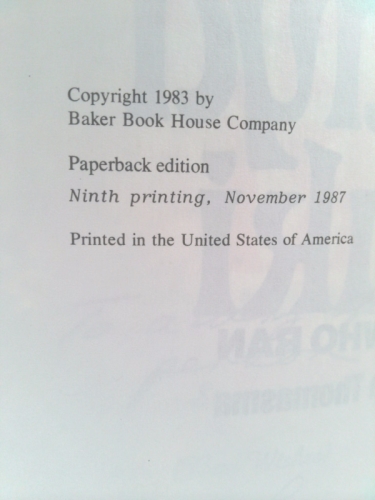 Copyright 1983 by
Baker Book House Company
Paperback edition
Ninth printing, November 1987
Printed in the United States of America